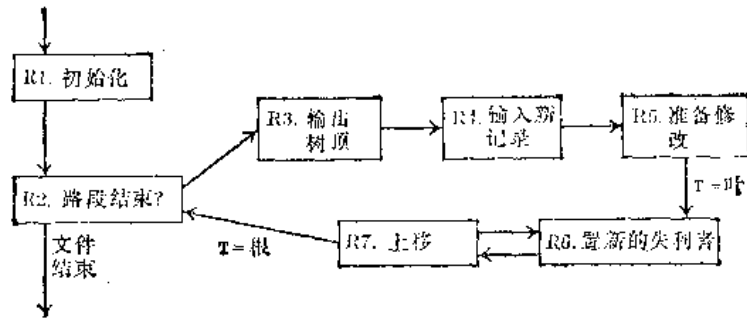 R1. 初始化
R2. 路段结束?
R3. 输出
树顶
R4. 输入新
记录
R5. 准备修
改
T=叶
R6. 置新的失利者
R7. 上移
T=根
文件
结束